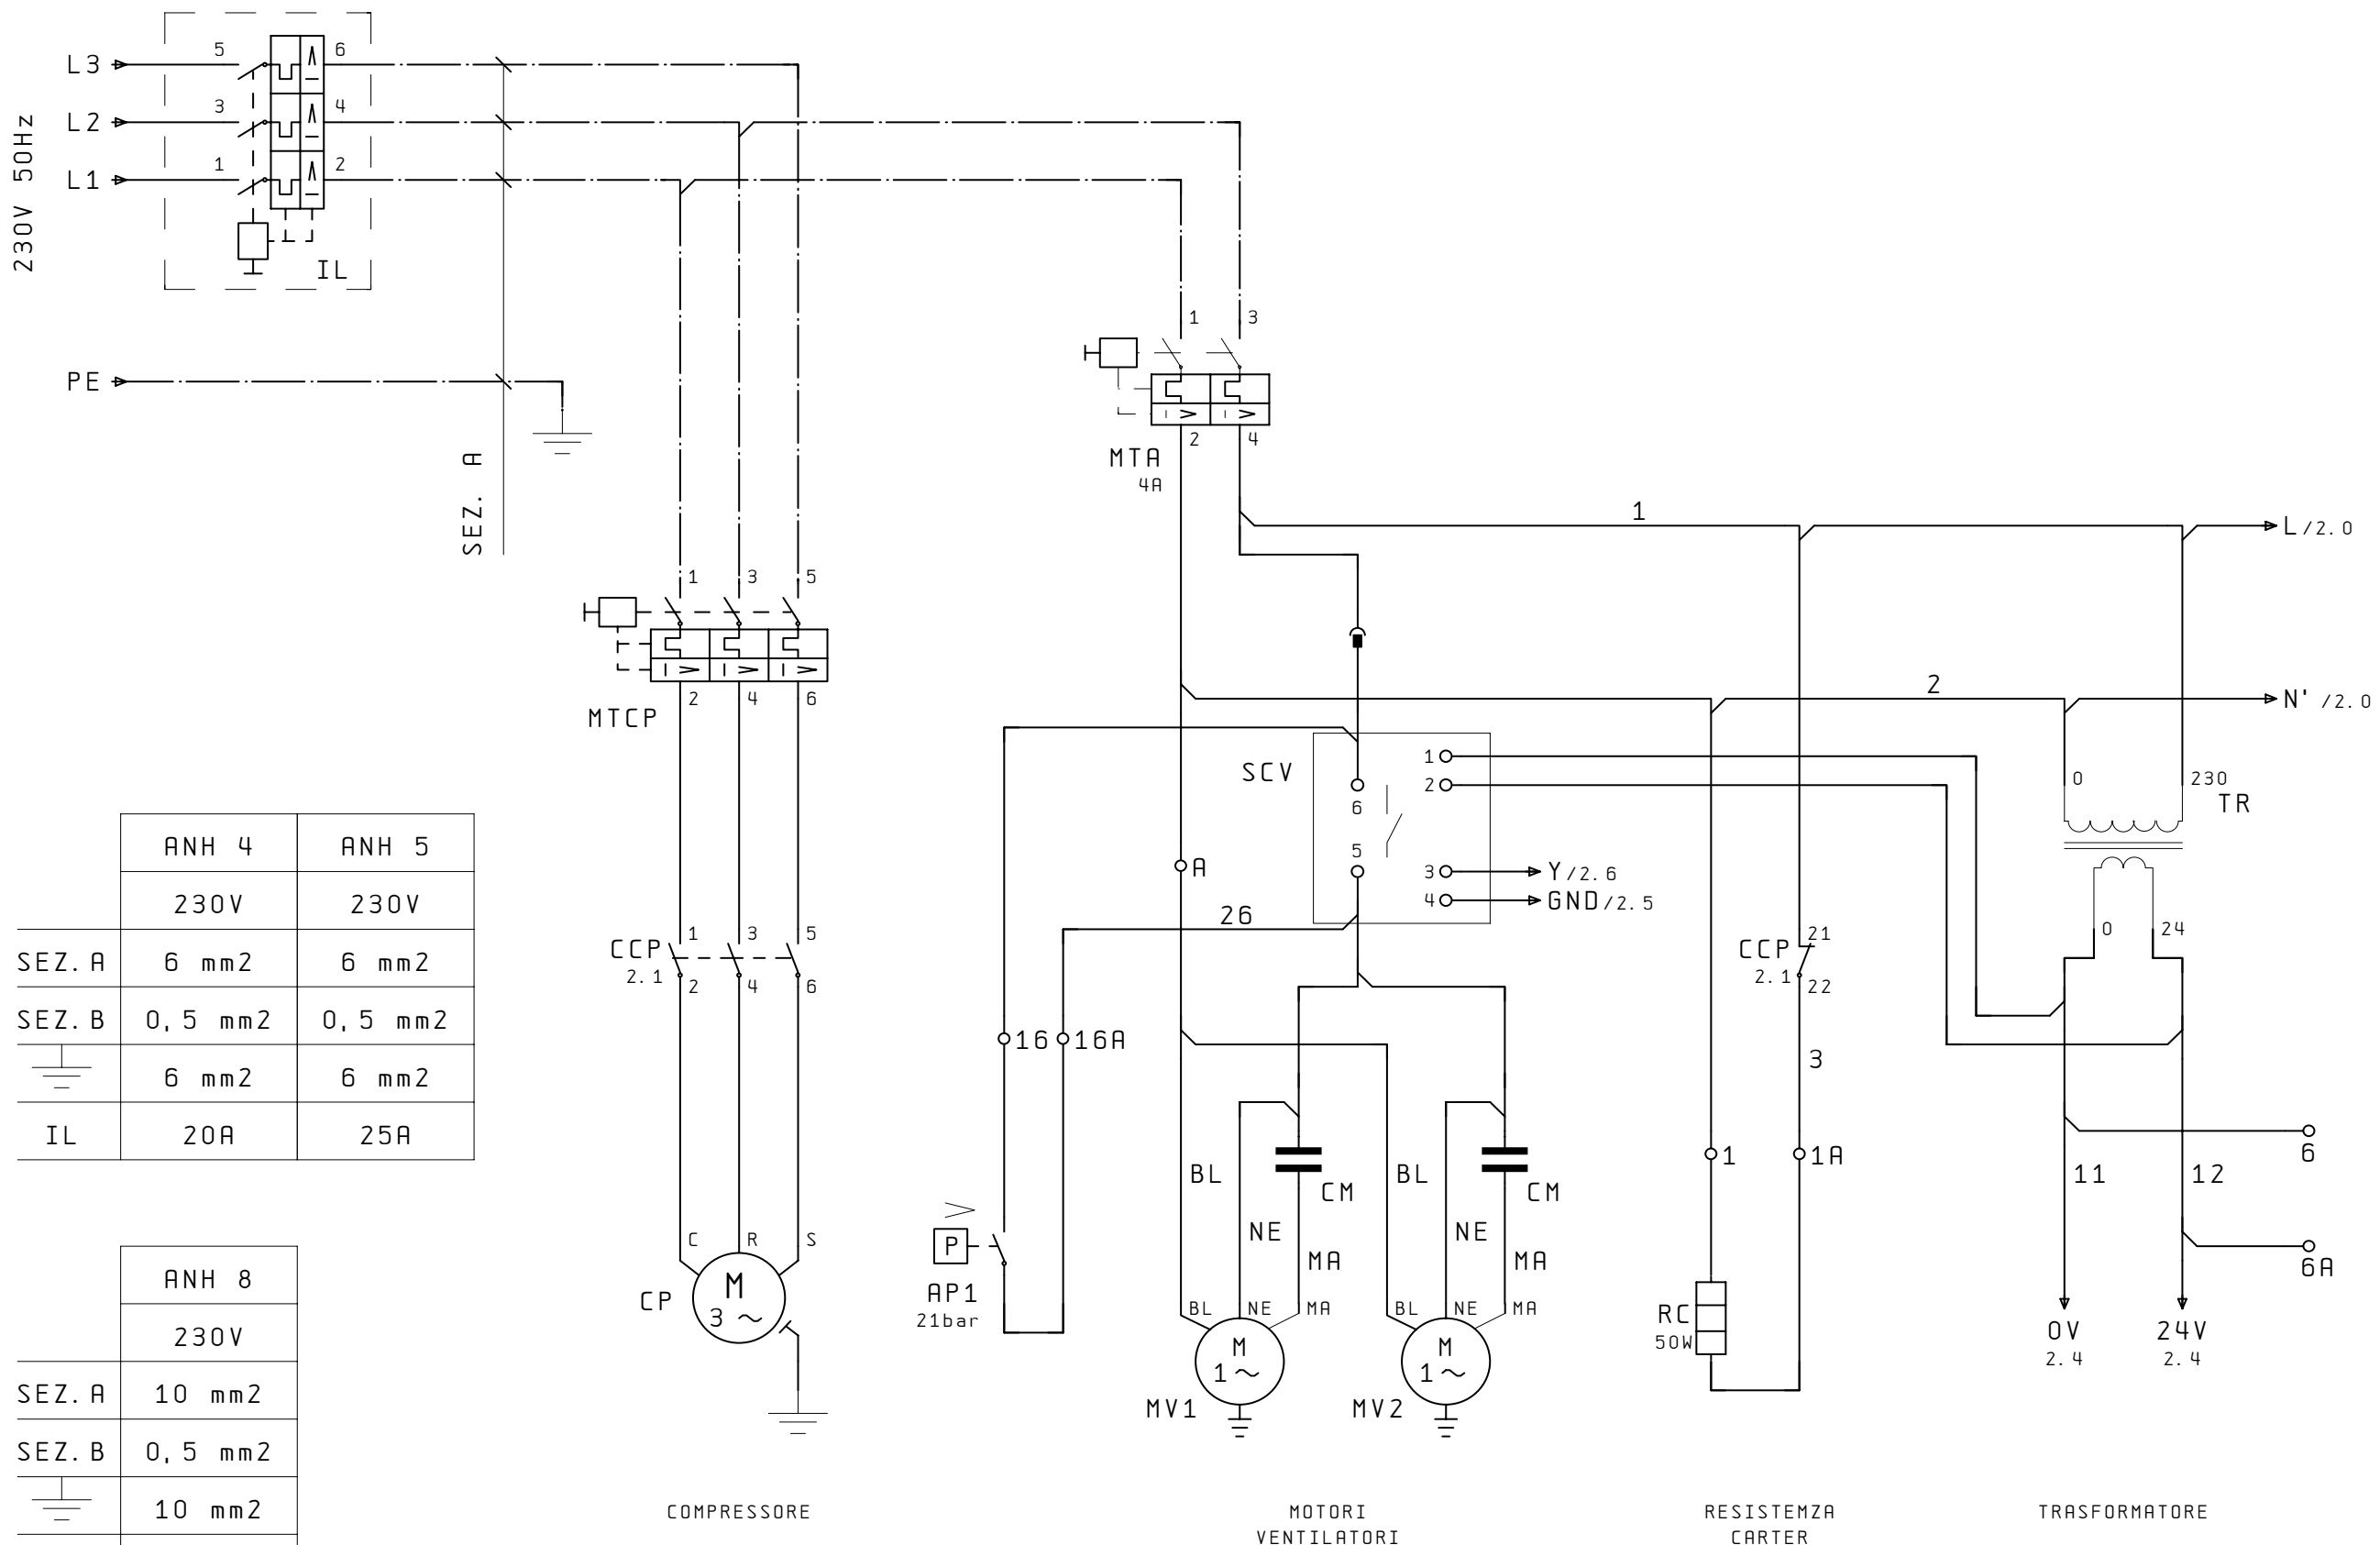 230V 50Hz
L3
5
6
L2
3
4
L1
1
2
IL
PE
SEZ. A
1 3
MTA
4A
2 4
1
L/2.0
1 3 5
MTCP
2 4 6
2
N' /2.0
SCV
1
2
6
5
3
4
Y/2.6
GND/2.5
0 230
TR
0 24
A
26
CCP
2.1
1 3 5
2 4 6
CCP
2.1
21
22
3
16 16A
1 1A
6
6A
11 12
BL CM BL CM
NE NE
MA MA
C R S
CP
M
3 ~
P
AP1
21bar
BL NE MA
M
1 ~
MV1
BL NE MA
M
1 ~
MV2
RC
50W
0V
2.4
24V
2.4
ANH 4 ANH 5
230V 230V
SEZ.A 6 mm2 6 mm2
SEZ.B 0,5 mm2 0,5 mm2
6 mm2 6 mm2
IL 20A 25A
ANH 8
230V
SEZ.A 10 mm2
SEZ.B 0,5 mm2
10 mm2
COMPRESSORE
MOTORI
VENTILATORI
RESISTEMZA
CARTER
TRASFORMATORE